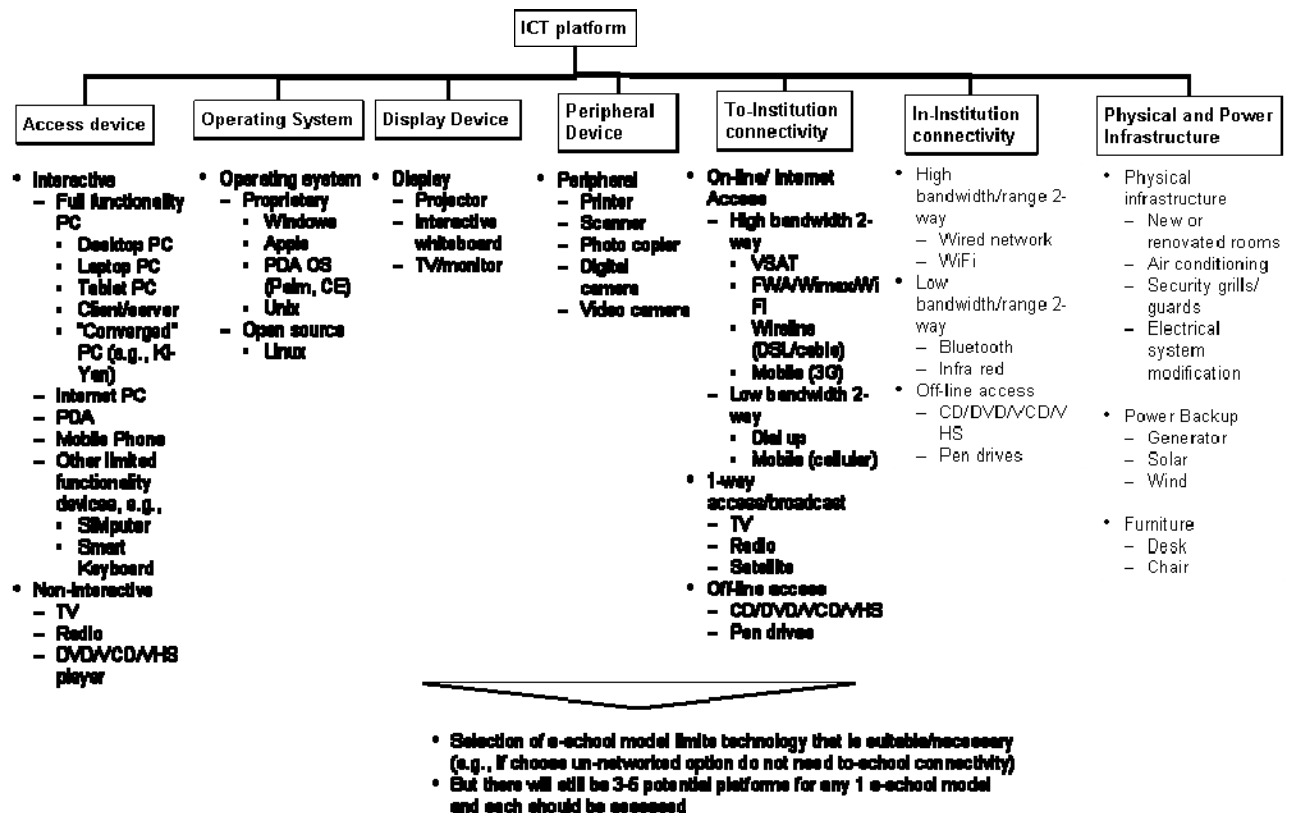 ICT platform
Access device
Operating System
Display Device
Peripheral
Device
To-Institution
connectivity
In-Institution
connectivity
Physical and Power
Infrastructure
• Interactive
– Full functionality
PC
▪ Desktop PC
▪ Laptop PC
▪ Tablet PC
▪ Client/server
▪ "Converged"
PC (e.g., Ki-
Yan)
– Internet PC
– PDA
– Mobile Phone
– Other limited
functionality
devices, e.g.,
▪ SIMputer
▪ Smart
Keyboard
• Non-interactive
– TV
– Radio
– DVD/VCD/VHS
player
• Operating system
– Proprietary
▪ Windows
▪ Apple
▪ PDA OS
(Palm, CE)
▪ Unix
– Open source
▪ Linux
• Display
– Projector
– Interactive
whiteboard
– TV/monitor
• Peripheral
– Printer
– Scanner
– Photo copier
– Digital
camera
– Video camera
• On-line/ Internet
Access
– High bandwidth 2-
way
▪ VSAT
▪ FWA/Wimax/Wi
Fi
▪ Wireline
(DSL/cable)
▪ Mobile (3G)
– Low bandwidth 2-
way
▪ Dial up
▪ Mobile (cellular)
• 1-way
access/broadcast
– TV
– Radio
– Satellite
• Off-line access
– CD/DVD/VCD/VHS
– Pen drives
• High
bandwidth/range 2-
way
– Wired network
– WiFi
• Low
bandwidth/range 2-
way
– Bluetooth
– Infra red
• Off-line access
– CD/DVD/VCD/V
HS
– Pen drives
• Physical
infrastructure
– New or
renovated rooms
– Air conditioning
– Security grills/
guards
– Electrical
system
modification
• Power Backup
– Generator
– Solar
– Wind
• Furniture
– Desk
– Chair
• Selection of e-school model limits technology that is suitable/necessary
(e.g., if choose un-networked option do not need to-school connectivity)
• But there will still be 3-5 potential platforms for any 1 e-school model
and each should be assessed